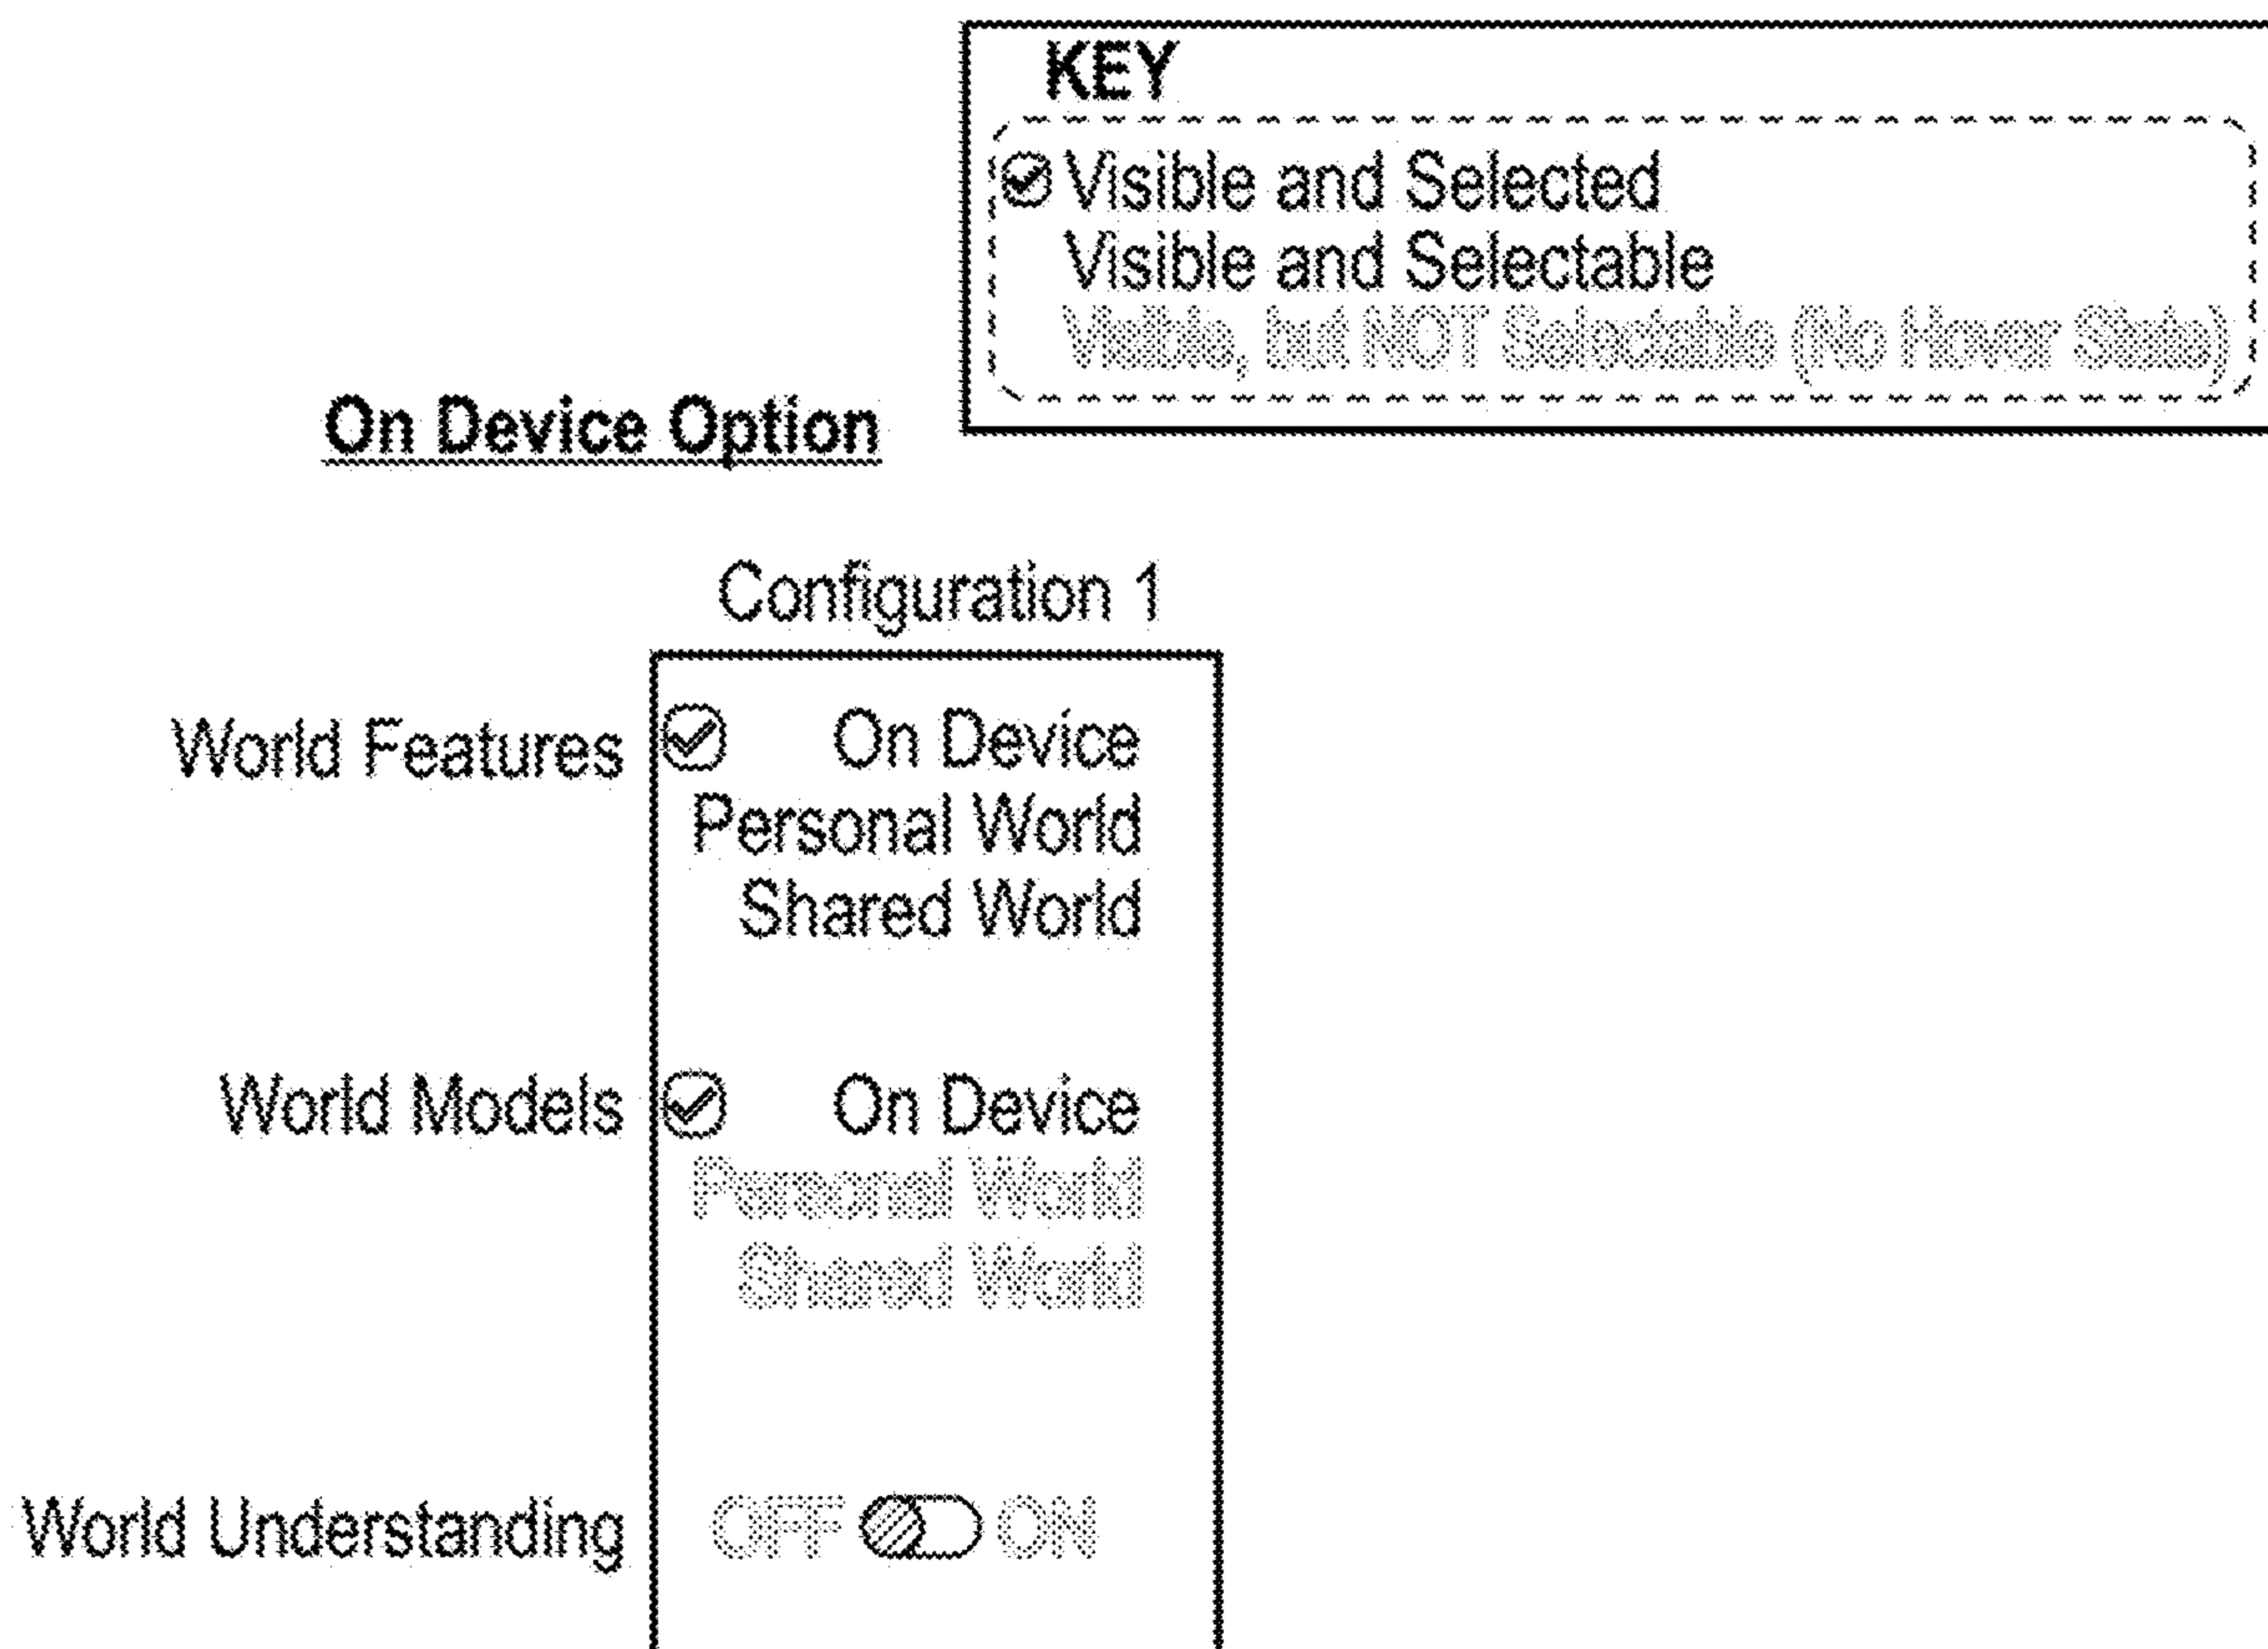 KEY
Visible and Selected
Visible and Selectable
Visible, but NOT Selectable (No Hover State)
On Device Option
Configuration 1
World Features On Device
Personal World
Shared World
World Models On Device
Personal World
Shared World
World Understanding OFF ON